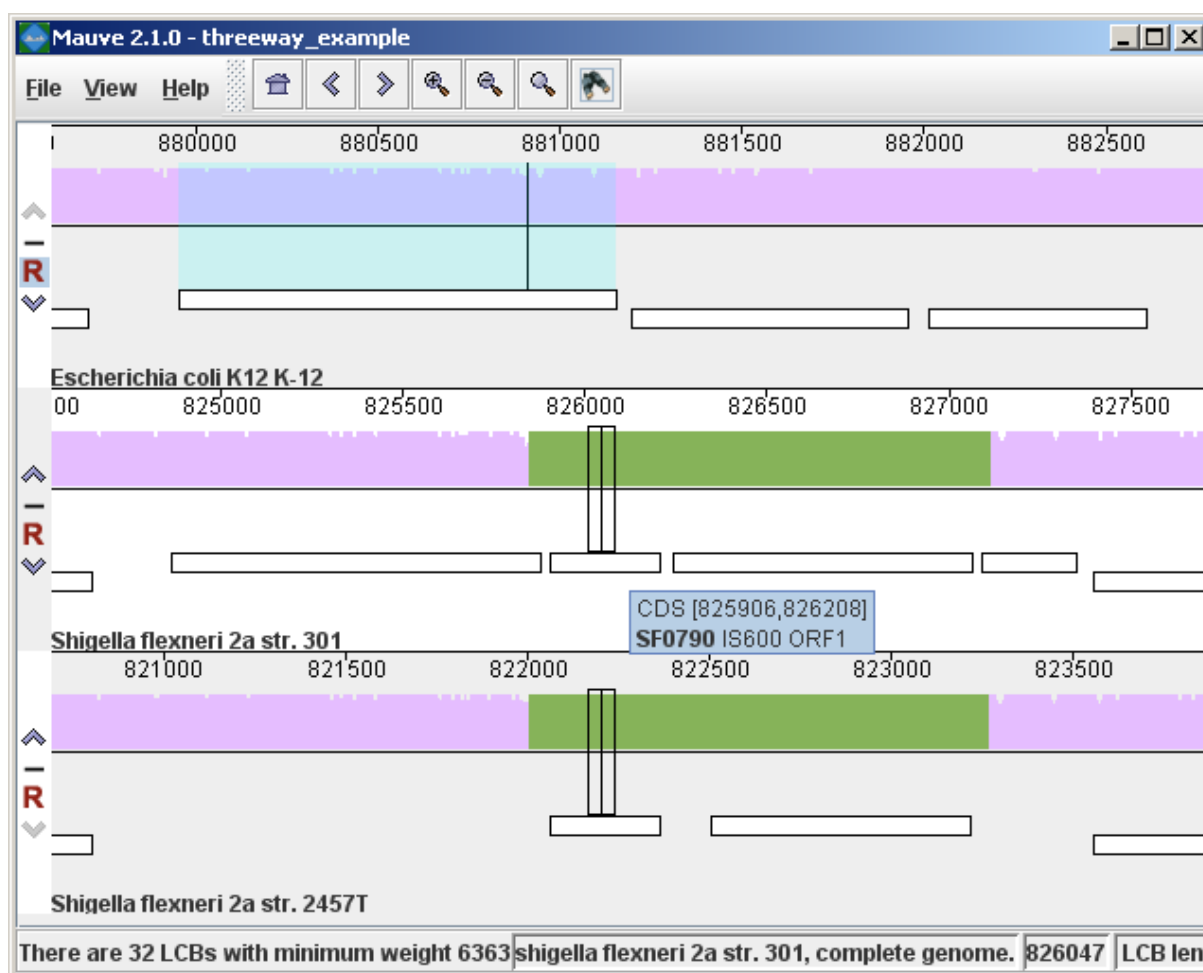 Mauve 2.1.0 - threeway_example
File View Help
880000 880500 881000 881500 882000 882500
R
Escherichia coli K12 K-12
00 825000 825500 826000 826500 827000 827500
R
CDS [825906,826208]
SF0790 IS600 ORF1
Shigella flexneri 2a str. 301
821000 821500 822000 822500 823000 823500
R
Shigella flexneri 2a str. 2457T
There are 32 LCBs with minimum weight 6363 shigella flexneri 2a str. 301, complete genome. 826047 LCB len